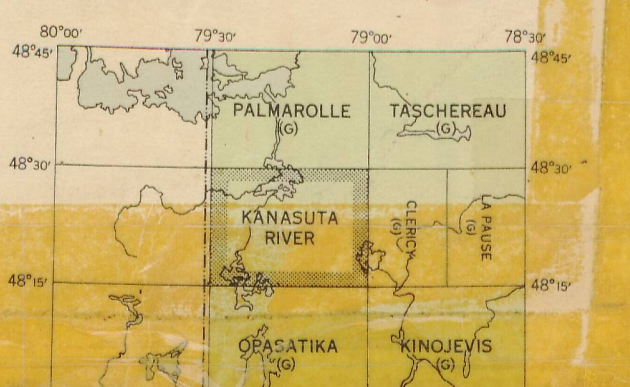 80°00'
79°30'
79°00'
78°30'
48°45'
48°45'
PALMAROLLE
(G)
TASCHEREAU
(G)
48°30'
48°30'
KANASUTA
RIVER
CLERICY
(G)
LA PAUSE
(G)
48°15'
48°15'
OPASATIKA
(G)
KINOJEVIS
(G)